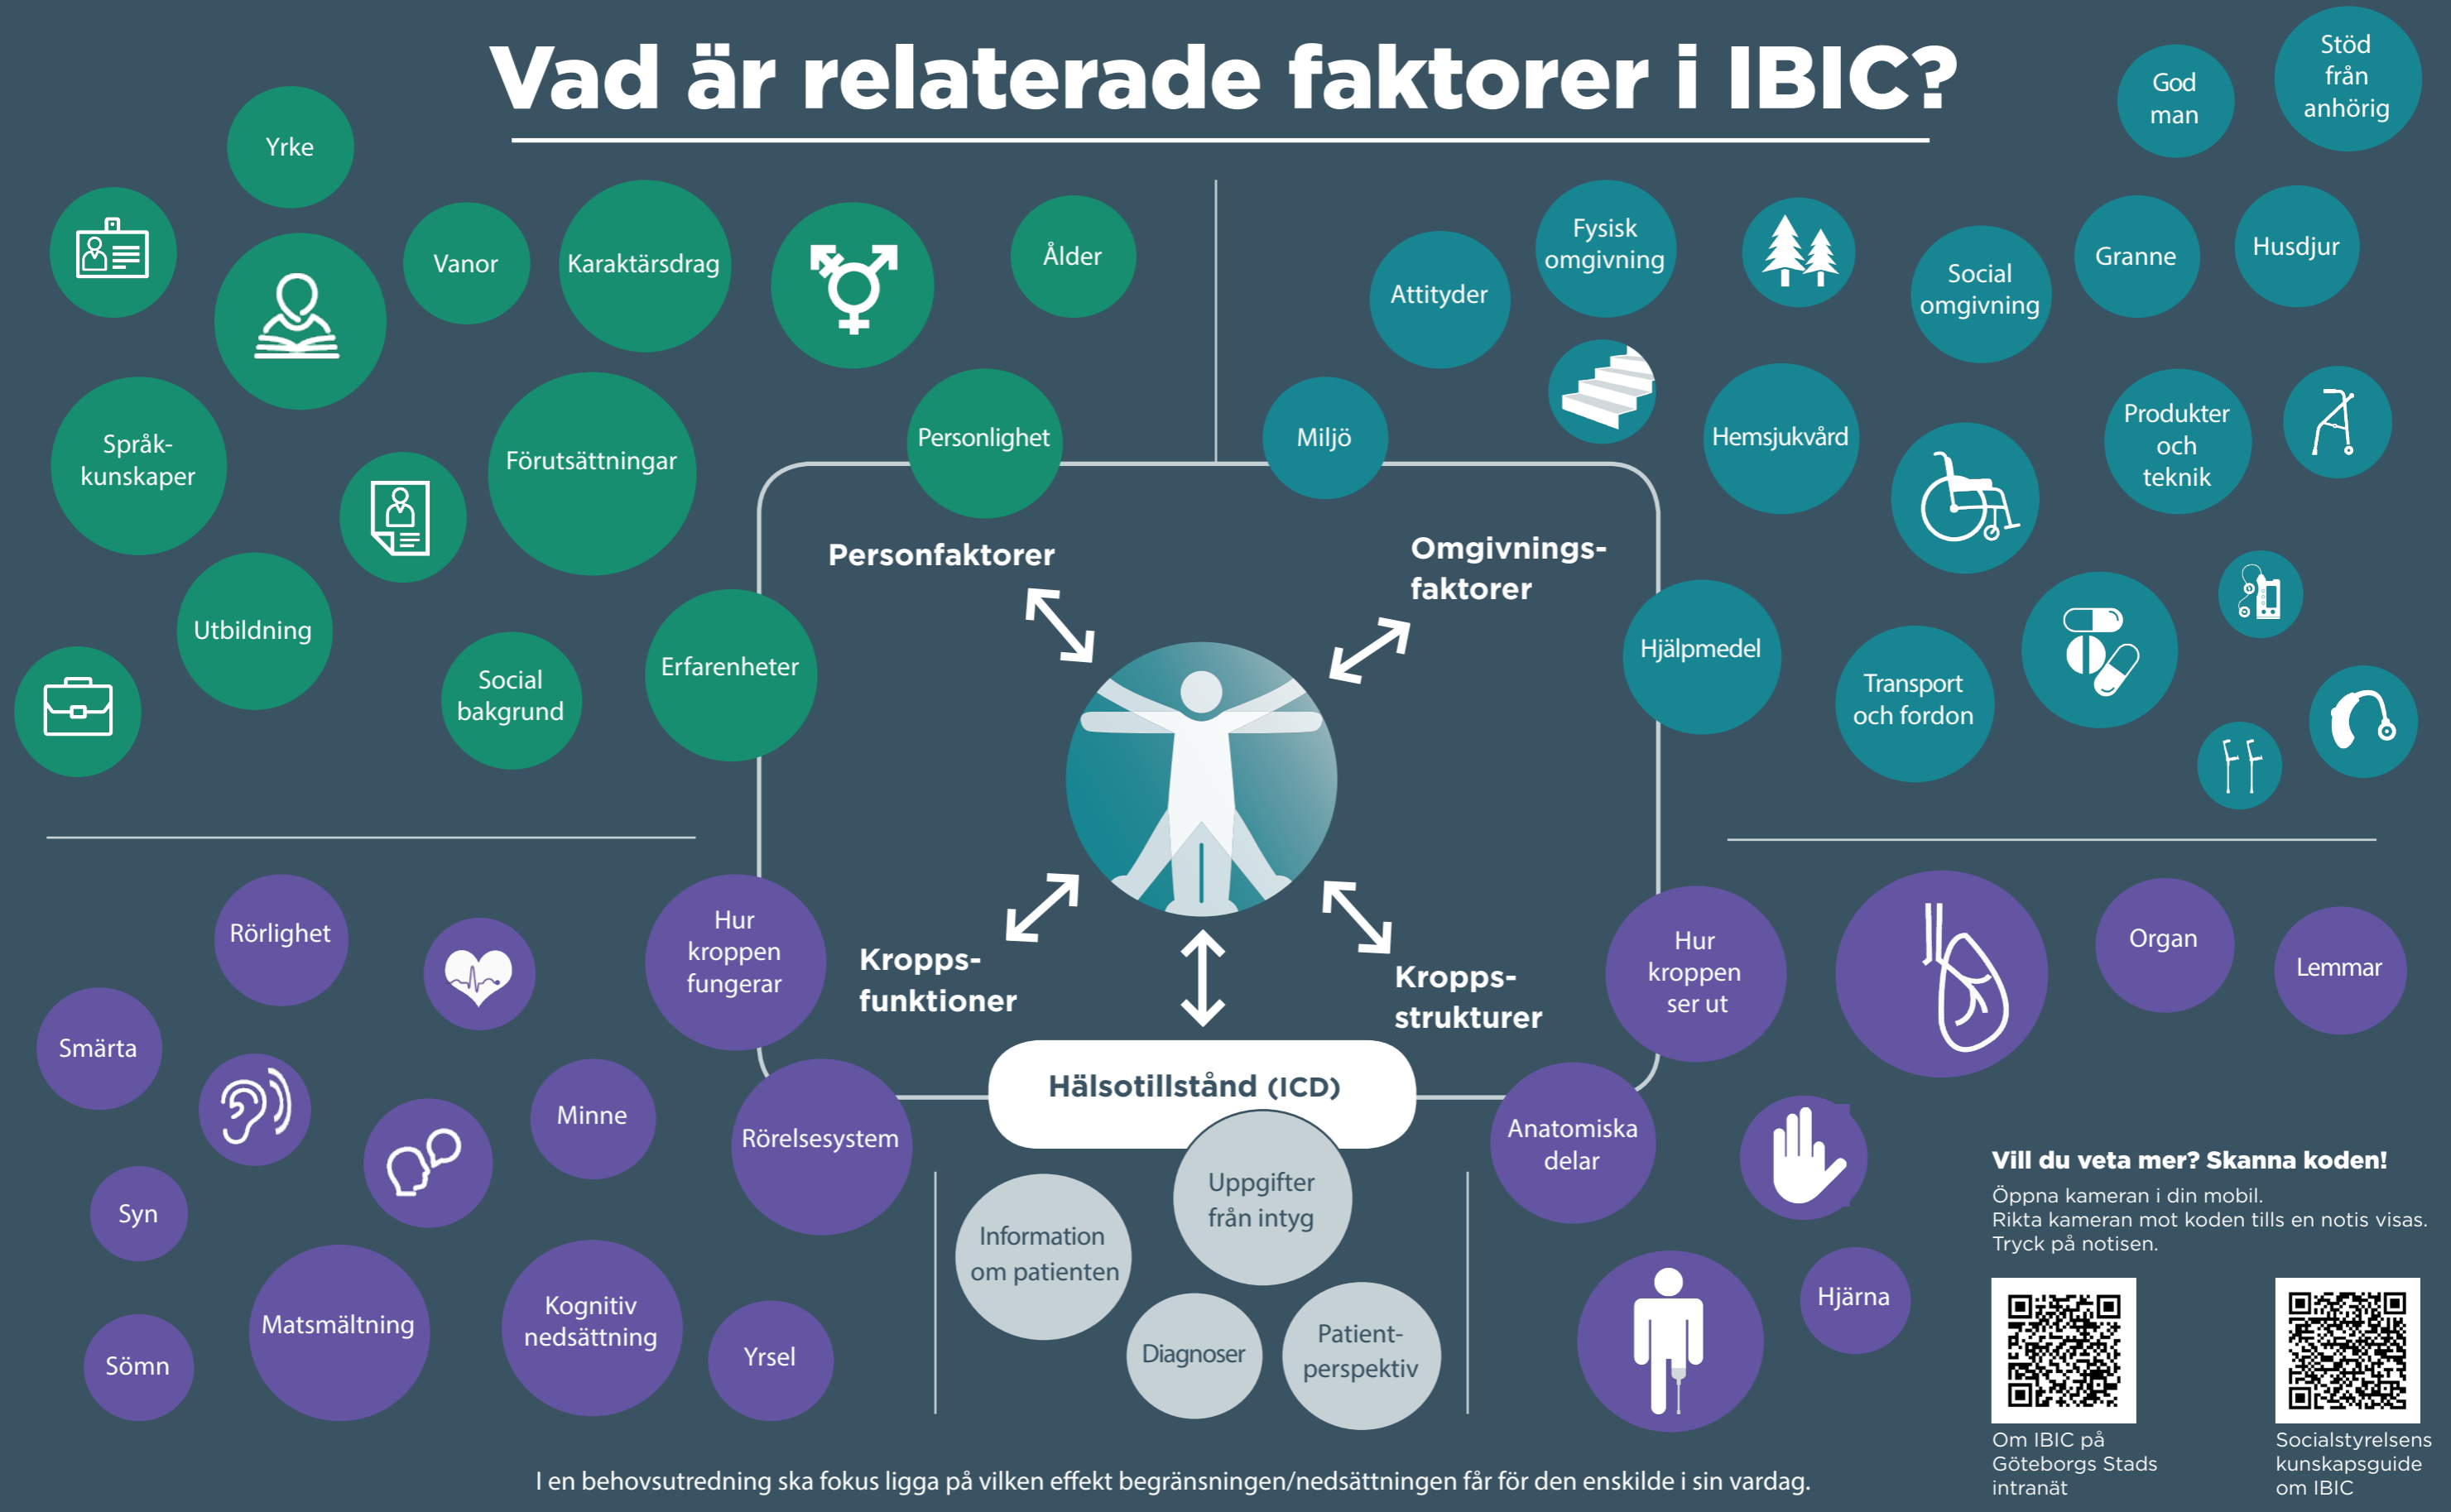 Vad är relaterade faktorer i IBIC?
Yrke
Vanor
Karaktärsdrag
Ålder
Språk-
kunskaper
Förutsättningar
Personlighet
Utbildning
Social
bakgrund
Erfarenheter
Personfaktorer
God
man
Stöd
från
anhörig
Attityder
Fysisk
omgivning
Social
omgivning
Granne
Husdjur
Miljö
Hemsjukvård
Produkter
och
teknik
Omgivnings-
faktorer
Hjälpmedel
Transport
och fordon
Rörlighet
Hur
kroppen
fungerar
Kropps-
funktioner
Smärta
Minne
Rörelsesystem
Syn
Matsmältning
Kognitiv
nedsättning
Sömn
Yrsel
Kropps-
strukturer
Hur
kroppen
ser ut
Organ
Lemmar
Anatomiska
delar
Hjärna
Hälsotillstånd (ICD)
Uppgifter
från intyg
Information
om patienten
Diagnoser
Patient-
perspektiv
Vill du veta mer? Skanna koden!
Öppna kameran i din mobil.
Rikta kameran mot koden tills en notis visas.
Tryck på notisen.
Om IBIC på
Göteborgs Stads
intranät
Socialstyrelsens
kunskapsguide
om IBIC
I en behovsutredning ska fokus ligga på vilken effekt begränsningen/nedsättningen får för den enskilde i sin vardag.